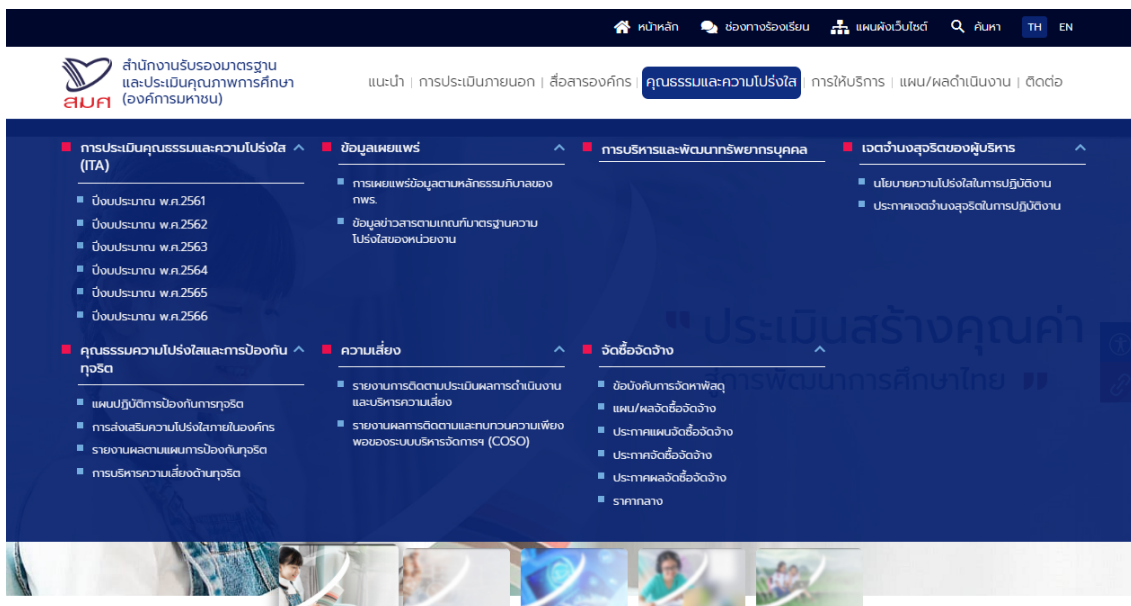 หน้าหลัก ช่องทางร้องเรียน แผนผังเว็บไซต์ ค้นหา TH EN
สำนักงานรับรองมาตรฐาน
และประเมินคุณภาพการศึกษา
(องค์การมหาชน)
สมศ
แนะนำ | การประเมินภายนอก | สื่อสารองค์กร | คุณธรรมและความโปร่งใส | การให้บริการ | แผน/ผลดำเนินงาน | ติดต่อ
การประเมินคุณธรรมและความโปร่งใส
(ITA)
ปีงบประมาณ พ.ศ.2561
ปีงบประมาณ พ.ศ.2562
ปีงบประมาณ พ.ศ.2563
ปีงบประมาณ พ.ศ.2564
ปีงบประมาณ พ.ศ.2565
ปีงบประมาณ พ.ศ.2566
ข้อมูลเผยแพร่
การเผยแพร่ข้อมูลตามหลักธรรมภิบาลของ
กพร.
ข้อมูลข่าวสารตามเกณฑ์มาตรฐานความ
โปร่งใสของหน่วยงาน
การบริหารและพัฒนาทรัพยากรบุคคล
เจตจำนงสุจริตของผู้บริหาร
นโยบายความโปร่งใสในการปฏิบัติงาน
ประกาศเจตจำนงสุจริตในการปฏิบัติงาน
"ประเมินสร้างคุณค่า
สู่การพัฒนาการศึกษาไทย"
คุณธรรมความโปร่งใสและการป้องกัน
ทุจริต
แผนปฏิบัติการป้องกันการทุจริต
การส่งเสริมความโปร่งใสภายในองค์กร
รายงานผลตามแผนการป้องกันทุจริต
การบริหารความเสี่ยงด้านทุจริต
ความเสี่ยง
รายงานการติดตามประเมินผลการดำเนินงาน
และบริหารความเสี่ยง
รายงานผลการติดตามและทบทวนความเพียง
พอของระบบบริหารจัดการฯ (COSO)
จัดซื้อจัดจ้าง
ข้อบังคับการจัดหาพัสดุ
แผน/ผลจัดซื้อจัดจ้าง
ประกาศแผนจัดซื้อจัดจ้าง
ประกาศจัดซื้อจัดจ้าง
ประกาศผลจัดซื้อจัดจ้าง
ราคากลาง